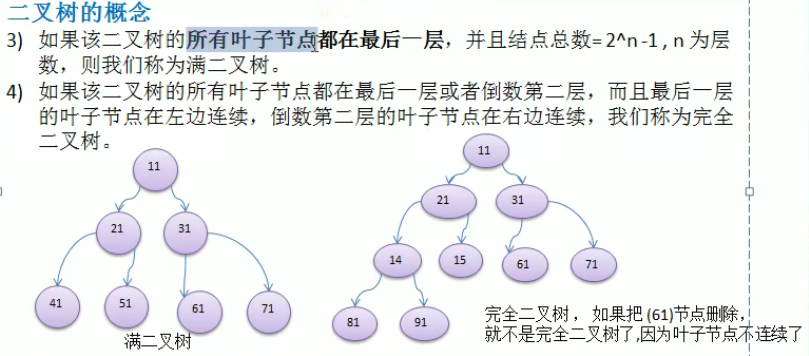 二叉树的概念
3) 如果该二叉树的所有叶子节点都在最后一层，并且结点总数= 2^n -1 , n 为层
数，则我们称为满二叉树。
4) 如果该二叉树的所有叶子节点都在最后一层或者倒数第二层，而且最后一层
的叶子节点在左边连续，倒数第二层的叶子节点在右边连续，我们称为完全
二叉树。
11
21 31
41 51 61 71
满二叉树
11
21 31
14 15 61 71
81 91
完全二叉树， 如果把 (61)节点删除，
就不是完全二叉树了,因为叶子节点不连续了